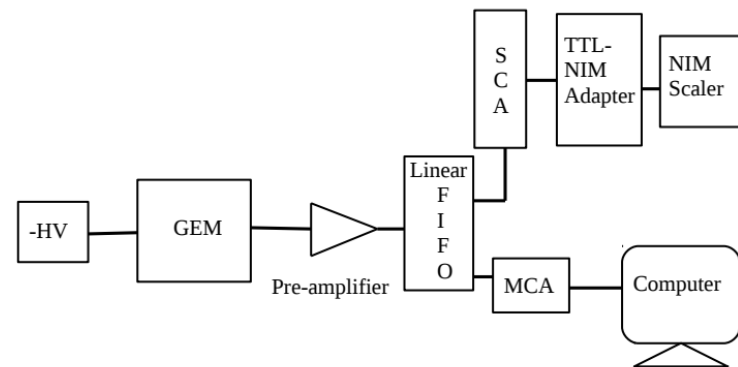 -HV
GEM
Pre-amplifier
Linear
F
I
F
O
S
C
A
TTL-
NIM
Adapter
NIM
Scaler
MCA
Computer